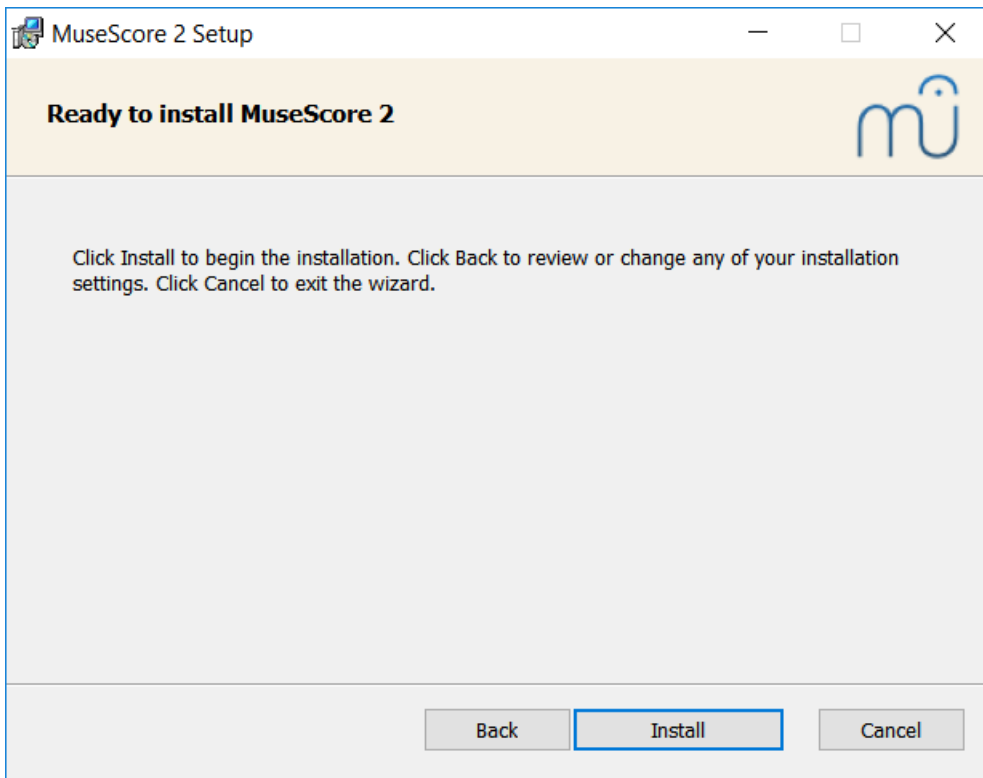 MuseScore 2 Setup
Ready to install MuseScore 2
Click Install to begin the installation. Click Back to review or change any of your installation
settings. Click Cancel to exit the wizard.
Back Install Cancel